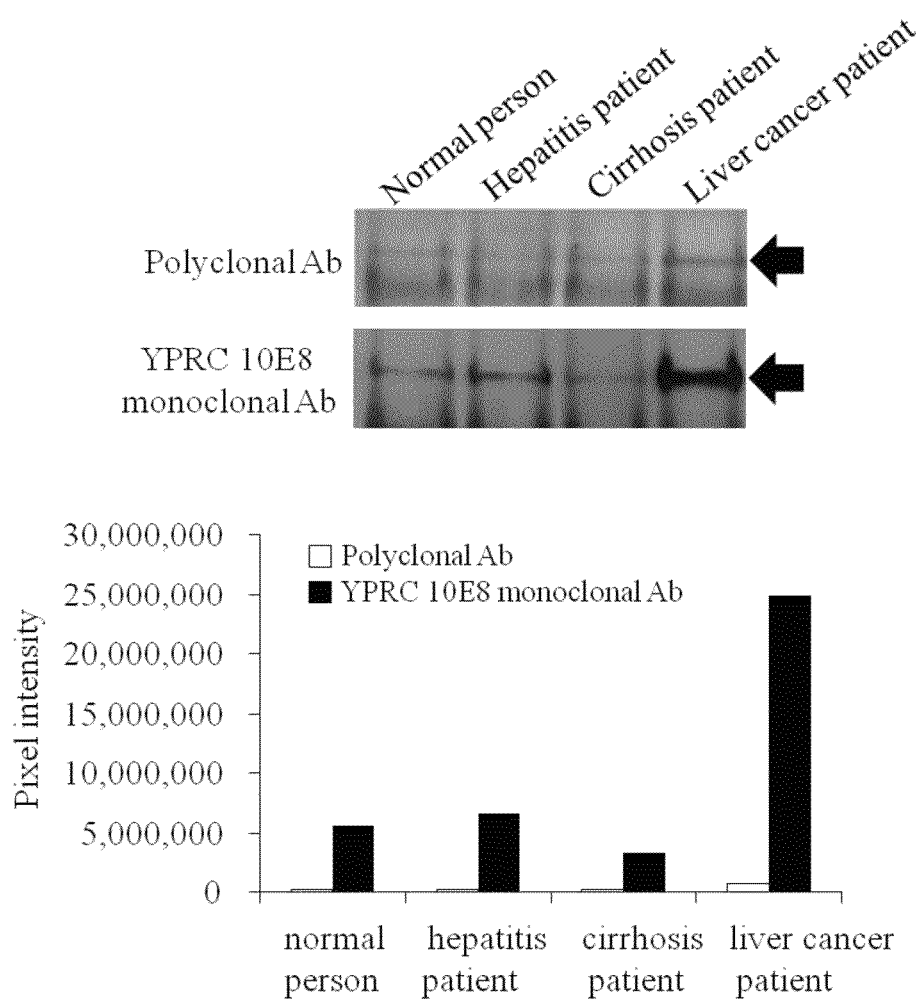 Normal person
Hepatitis patient
Cirrhosis patient
Liver cancer patient
Polyclonal Ab
YPRC 10E8
monoclonal Ab
30,000,000
25,000,000
20,000,000
15,000,000
10,000,000
5,000,000
0
Pixel intensity
Polyclonal Ab
YPRC 10E8 monoclonal Ab
normal
person
hepatitis
patient
cirrhosis
patient
liver cancer
patient